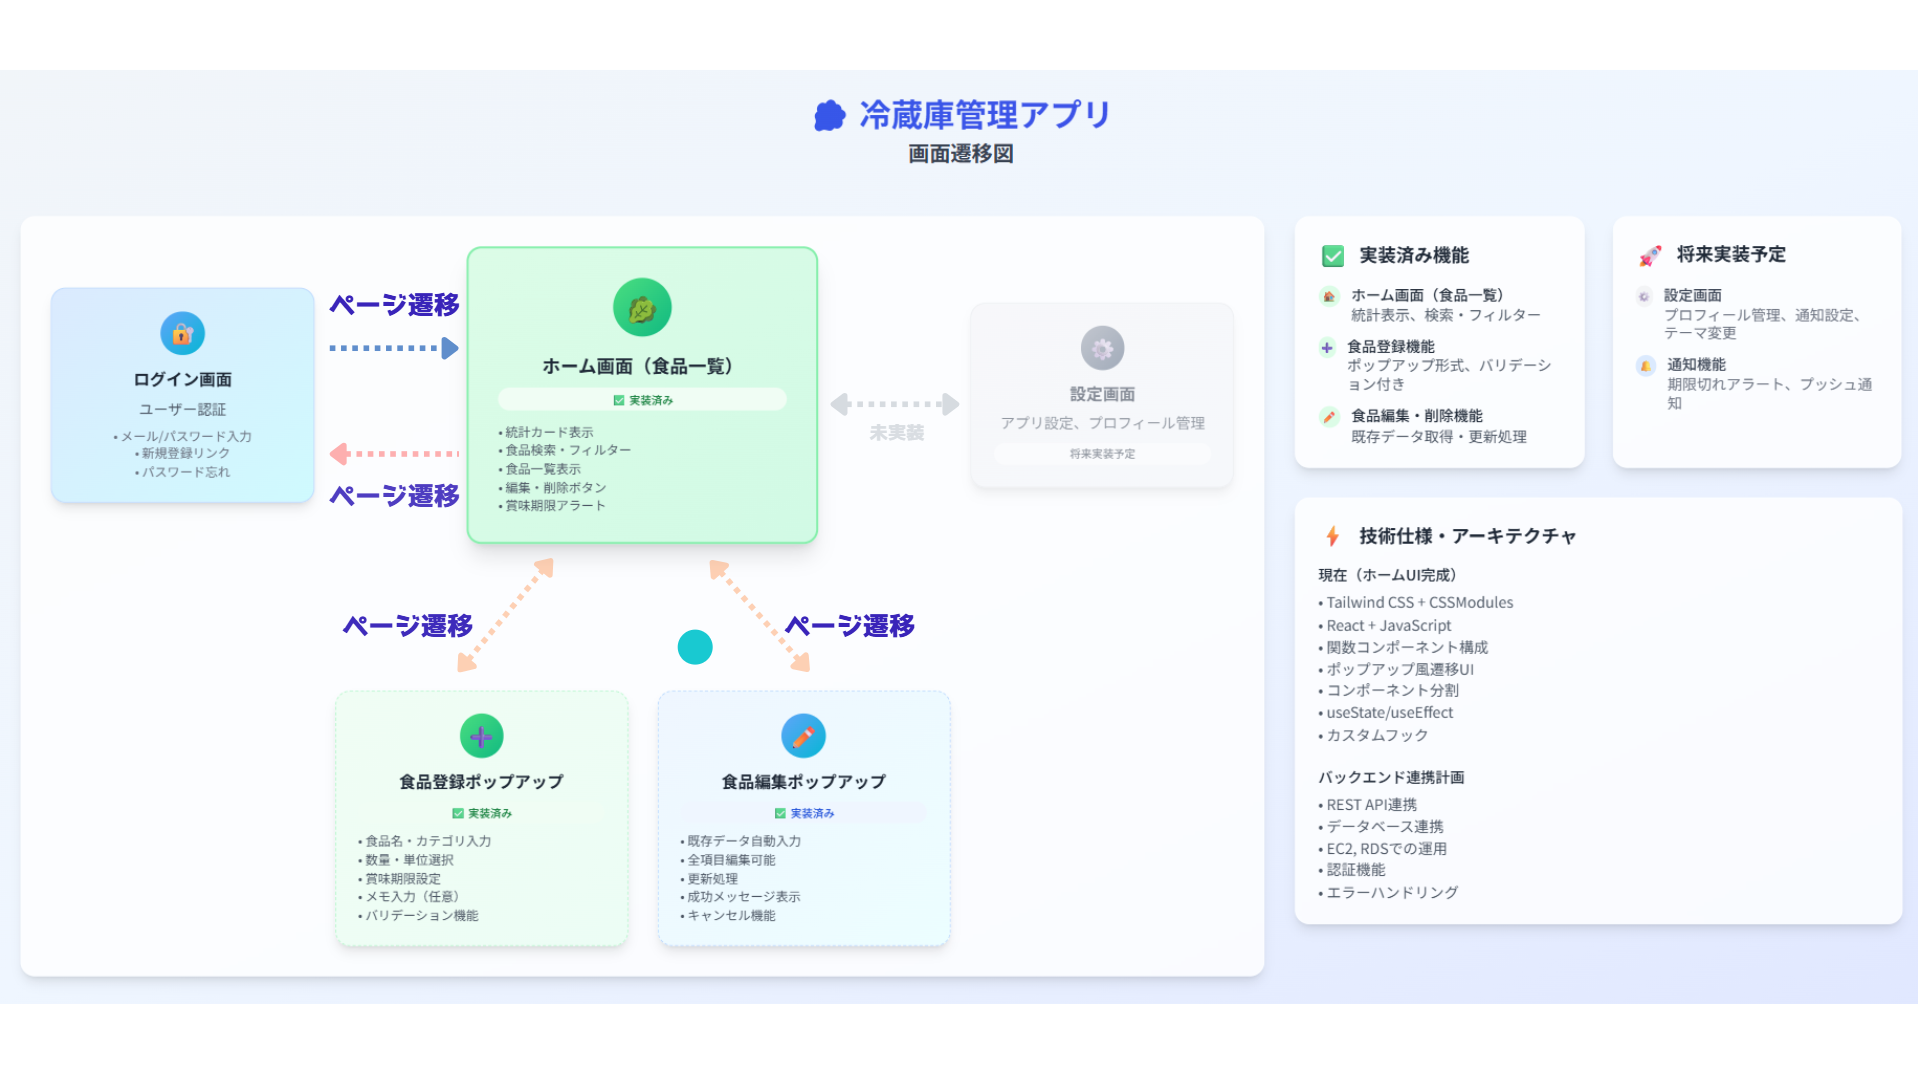 冷蔵庫管理アプリ
画面遷移図
ログイン画面
ユーザー認証
• メール/パスワード入力
• 新規登録リンク
• パスワード忘れ
ページ遷移
ページ遷移
ホーム画面（食品一覧）
✅ 実装済み
• 統計カード表示
• 食品検索・フィルター
• 食品一覧表示
• 編集・削除ボタン
• 賞味期限アラート
未実装
設定画面
アプリ設定、プロフィール管理
将来実装予定
ページ遷移
ページ遷移
食品登録ポップアップ
✅ 実装済み
• 食品名・カテゴリ入力
• 数量・単位選択
• 賞味期限設定
• メモ入力（任意）
• バリデーション機能
食品編集ポップアップ
✅ 実装済み
• 既存データ自動入力
• 全項目編集可能
• 更新処理
• 成功メッセージ表示
• キャンセル機能
実装済み機能
ホーム画面（食品一覧）
統計表示、検索・フィルター
食品登録機能
ポップアップ形式、バリデーシ
ョン付き
食品編集・削除機能
既存データ取得・更新処理
将来実装予定
設定画面
プロフィール管理、通知設定、
テーマ変更
通知機能
期限切れアラート、プッシュ通
知
技術仕様・アーキテクチャ
現在（ホームUI完成）
• Tailwind CSS + CSSModules
• React + JavaScript
• 関数コンポーネント構成
• ポップアップ風遷移UI
• コンポーネント分割
• useState/useEffect
• カスタムフック
バックエンド連携計画
• REST API連携
• データベース連携
• EC2, RDSでの運用
• 認証機能
• エラーハンドリング